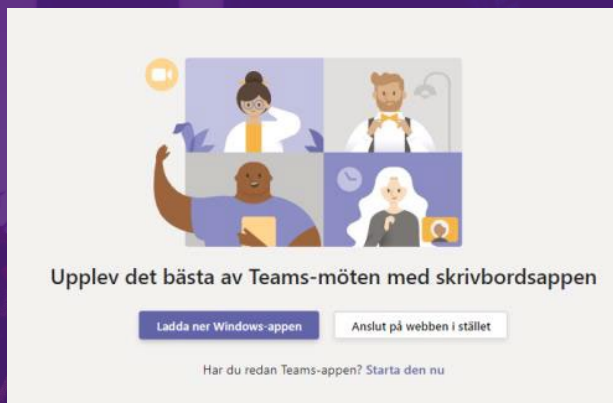 Upplev det bästa av Teams-möten med skrivbordsappen
Ladda ner Windows-appen
Anslut på webben i stället
Har du redan Teams-appen? Starta den nu